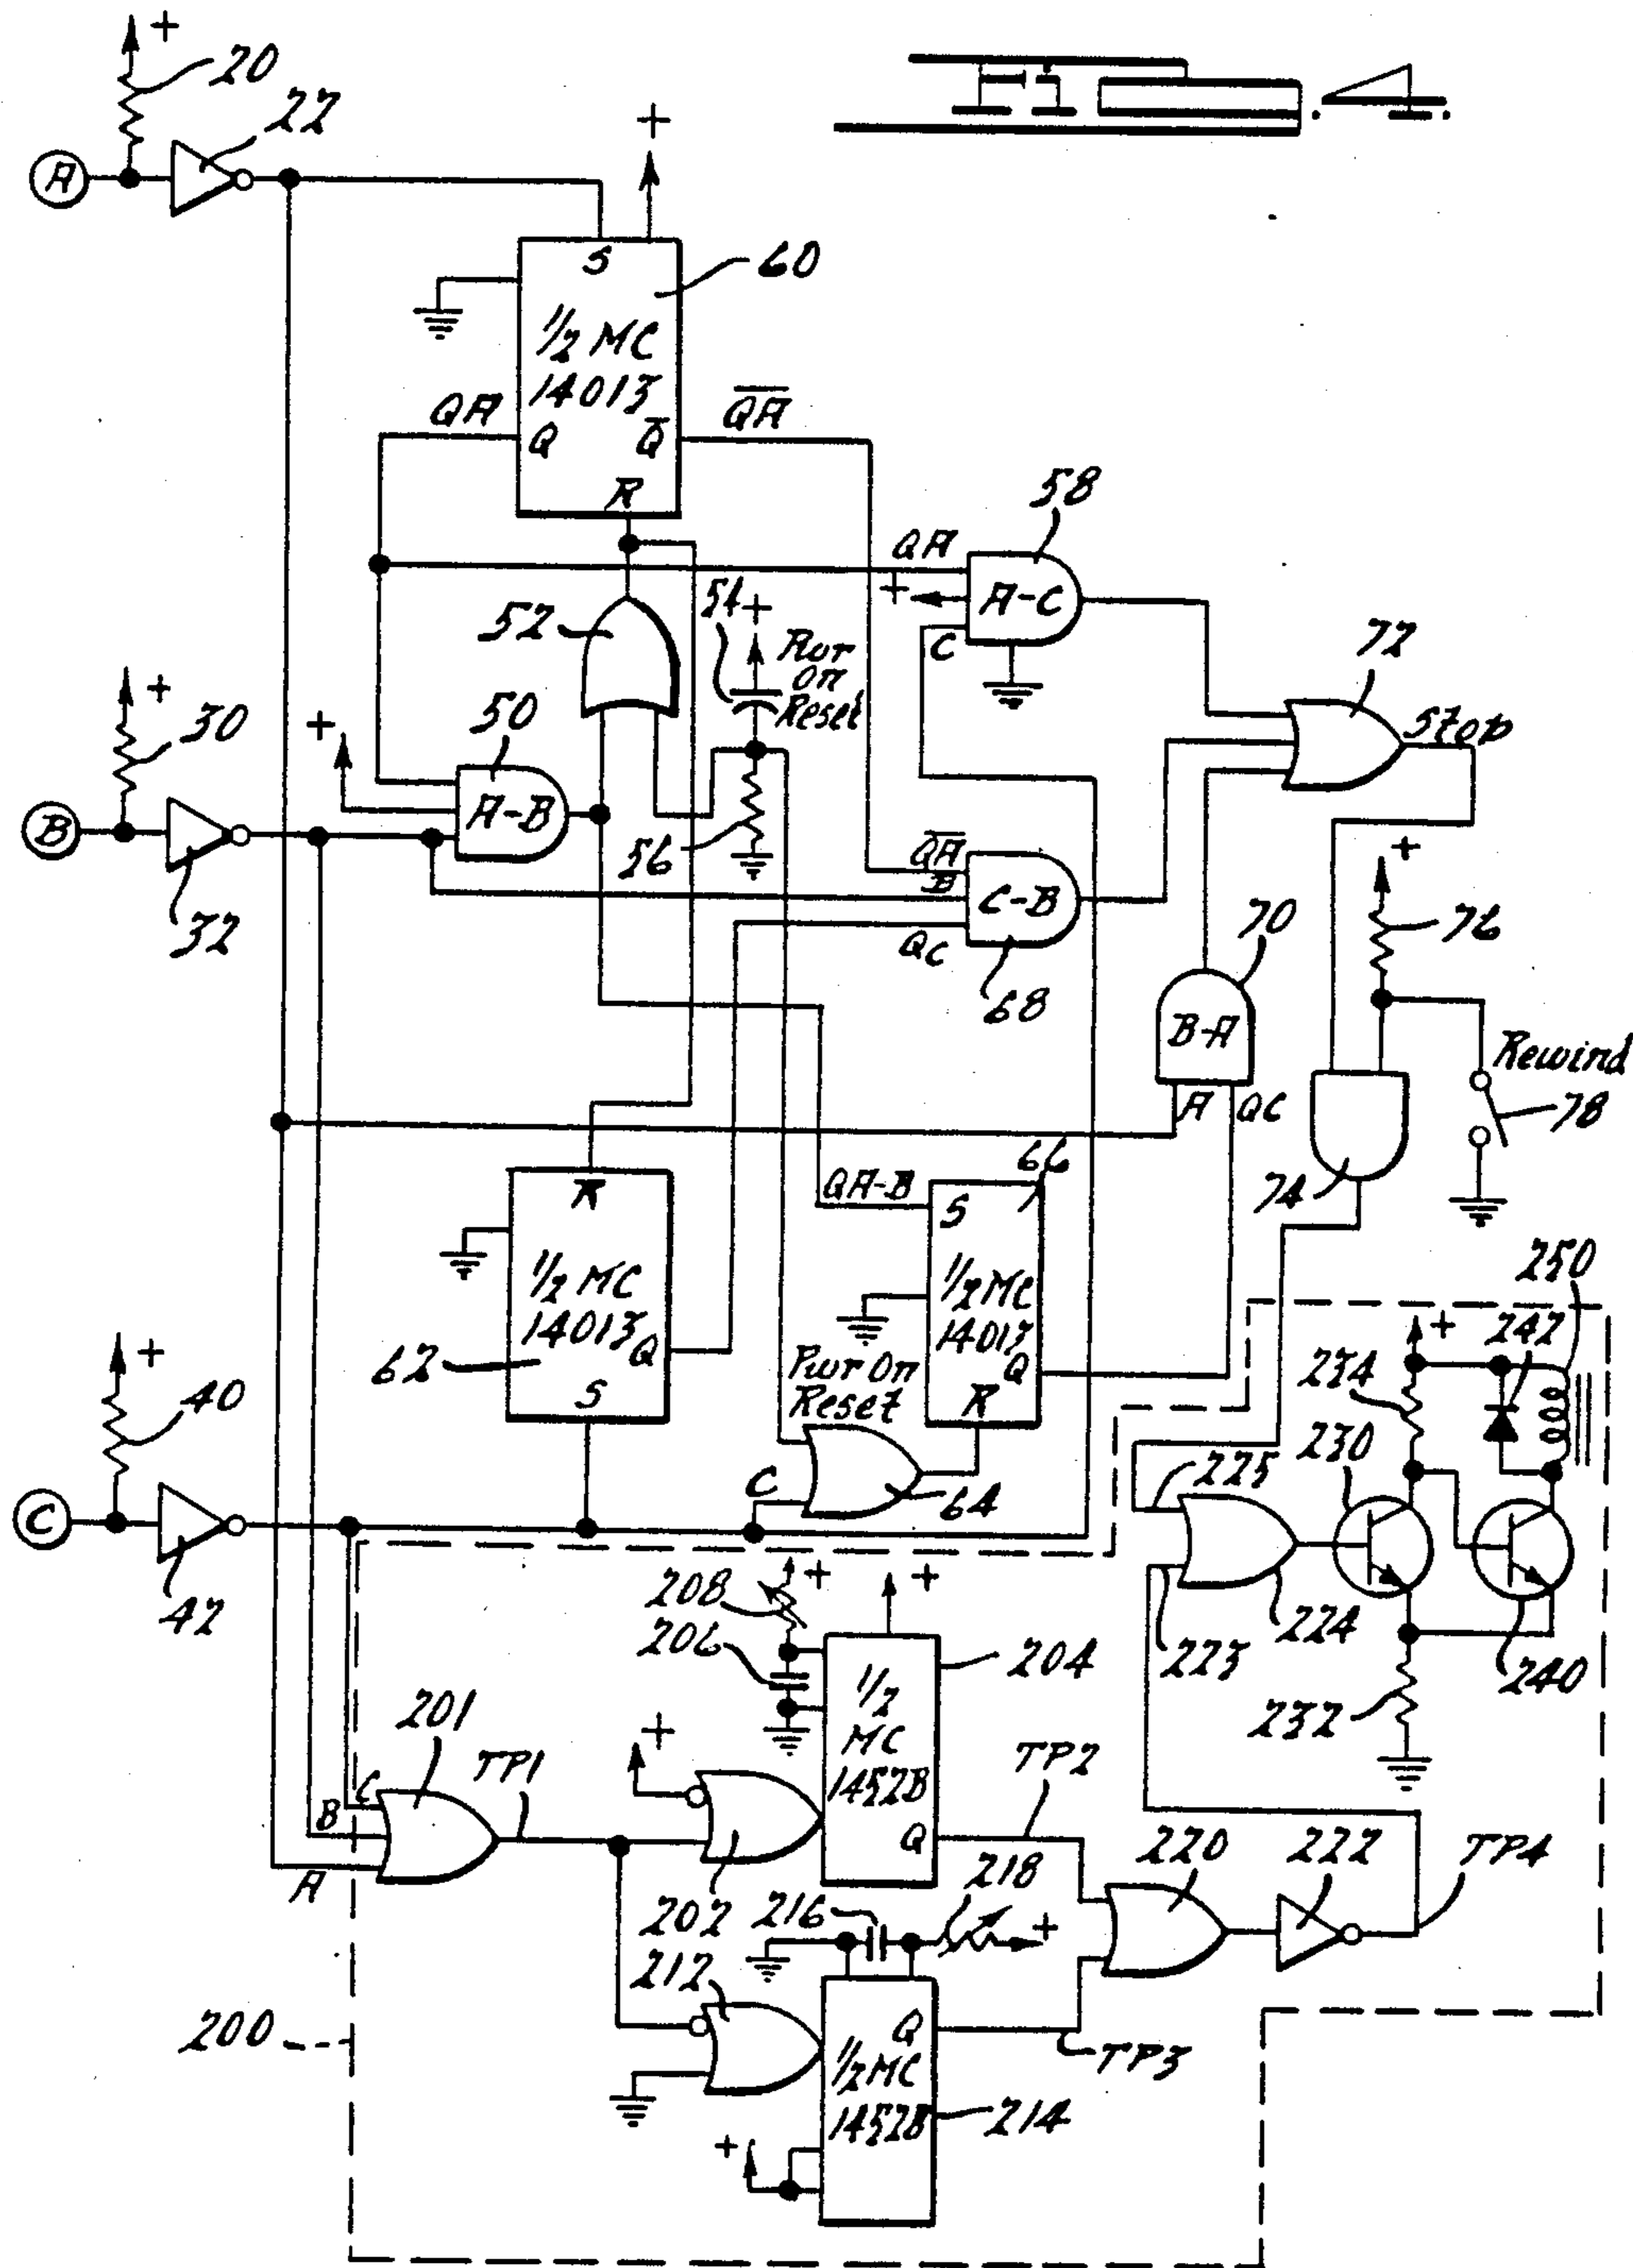 Fig. 4
+
20
22
A
+
S
60
1/2 MC
14013
QA
Q̅A̅
Q
Q̅
R
58
QA
+
A-C
C
52
54
+
Pwr
On
Reset
72
Stop
+
30
+
50
B
A-B
56
32
Q̅A̅
B
C-B
QC
68
+
76
70
B-A
A
QC
Rewind
78
74
R
QA-B
66
S
1/2 MC
14013
62
Q
S
1/2 MC
14013
Q
R
Pwr On
Reset
C
64
250
+
242
234
230
225
+
40
C
42
224
223
240
232
208
+
+
206
204
1/2
MC
1452B
Q
201
TP1
C
B
A
+
202
TP2
218
216
+
220
222
TP4
212
200
Q
1/2 MC
1452B
TP3
214
+